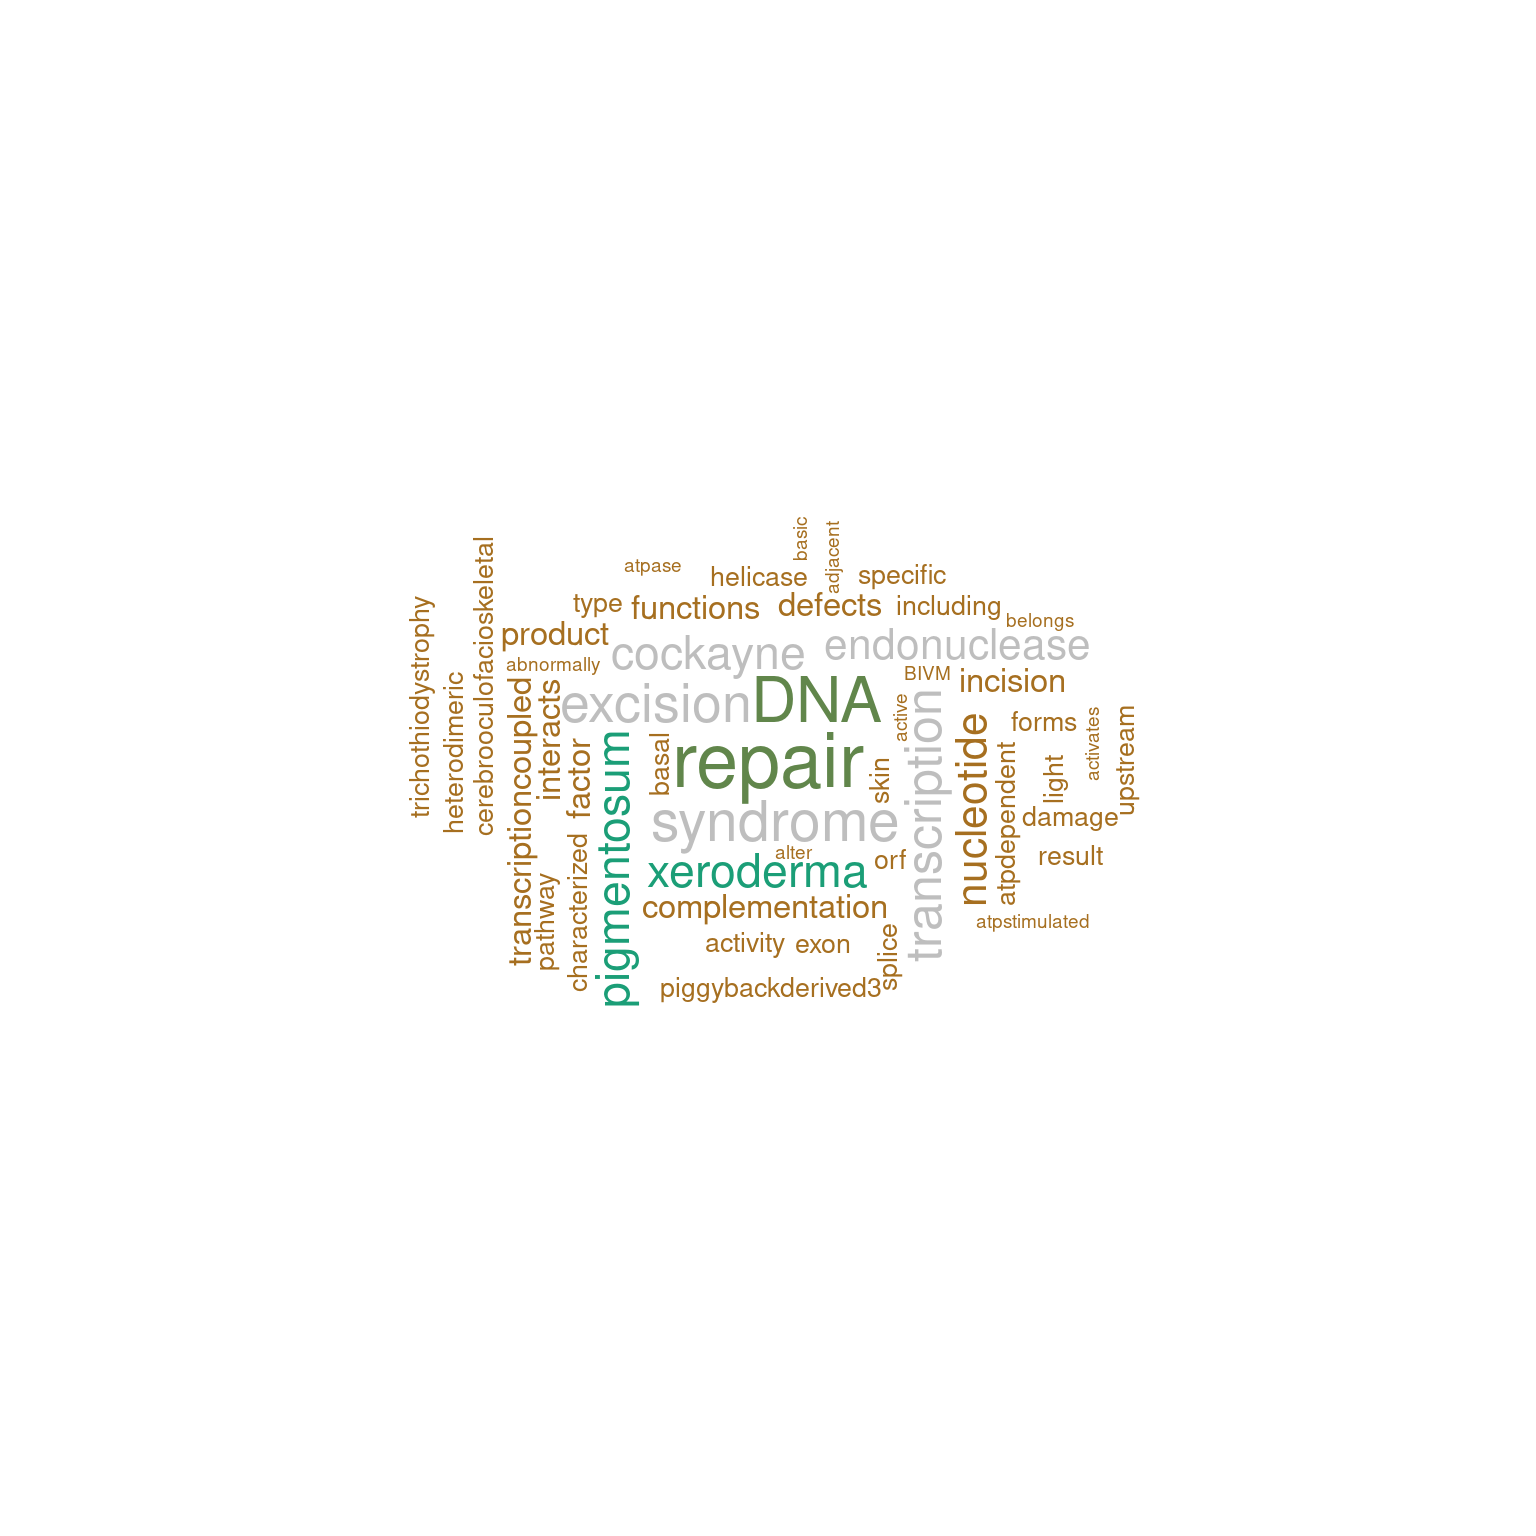 basic
adjacent
atpase
helicase
specific
type
functions
defects
including
belongs
product
cockayne
endonuclease
abnormally
BIVM
incision
excision
DNA
active
forms
activates
upstream
trichothiodystrophy
heterodimeric
cerebrooculofacioskeletal
transcriptioncoupled
interacts
factor
pigmentosum
basal
repair
skin
transcription
nucleotide
atpdependent
light
damage
syndrome
alter
orf
result
xeroderma
pathway
characterized
complementation
atpstimulated
activity
exon
splice
piggybackderived3